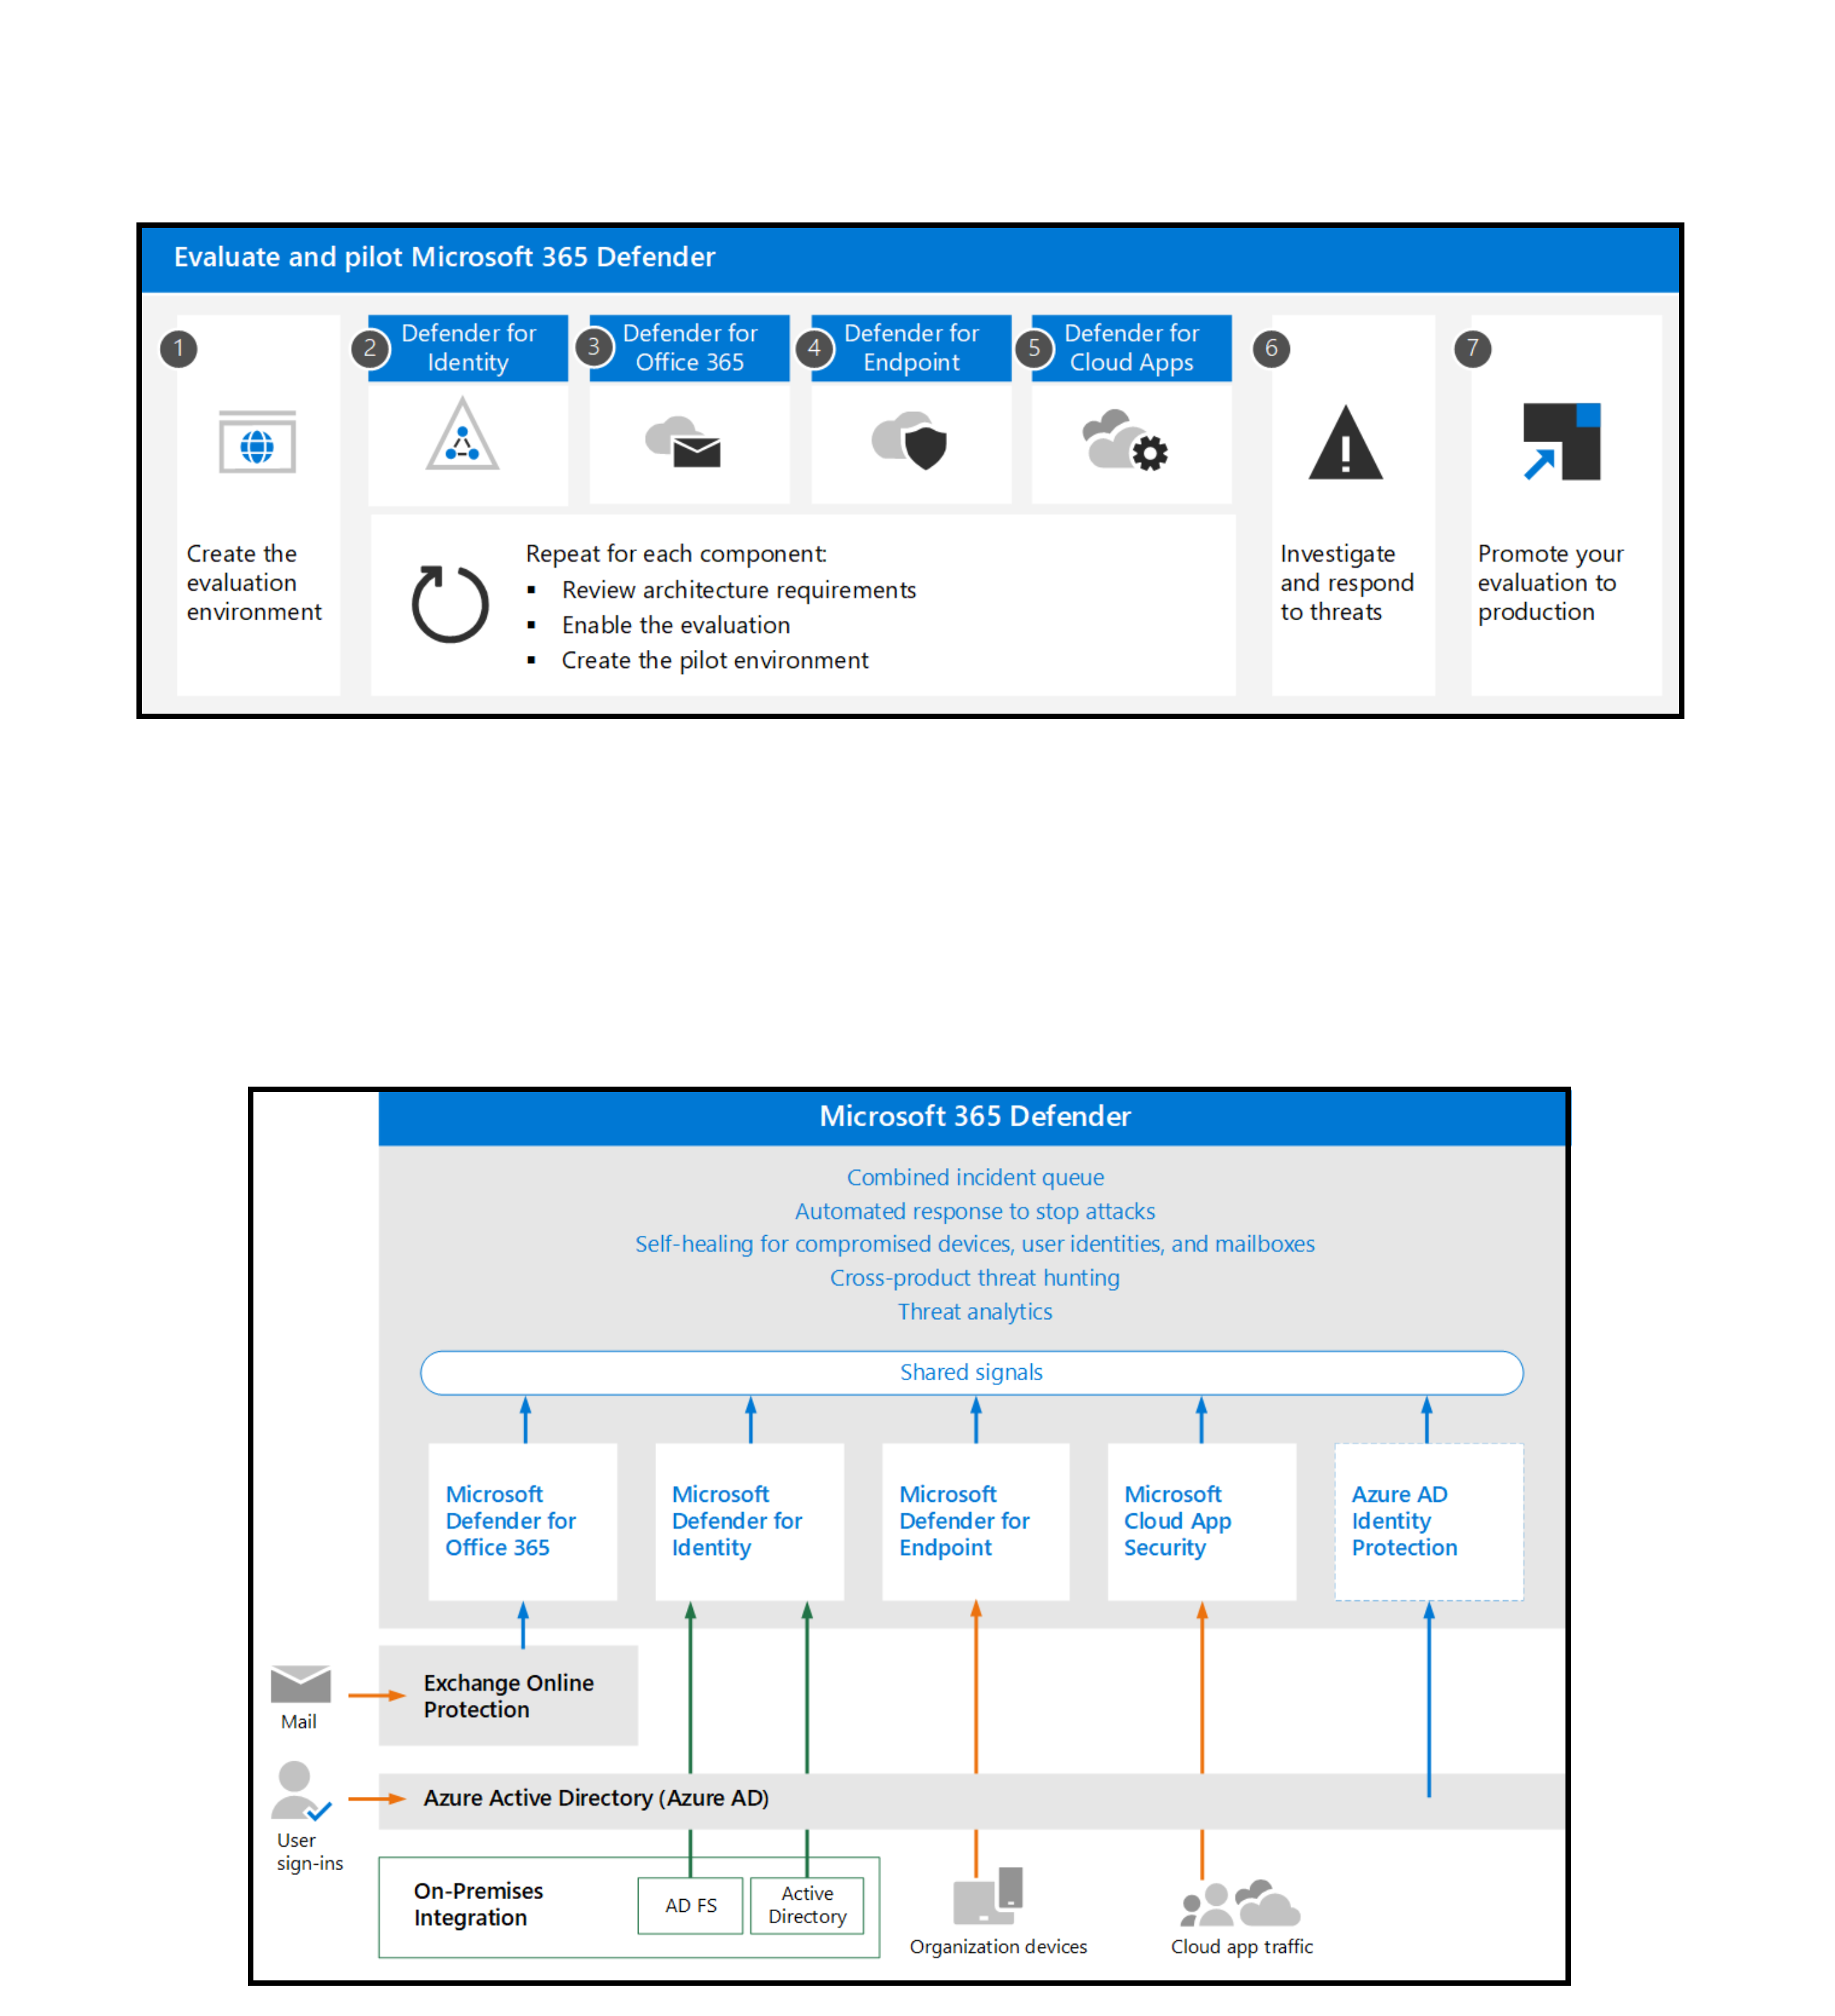 Evaluate and pilot Microsoft 365 Defender
1
2
Defender for
Identity
3
Defender for
Office 365
4
Defender for
Endpoint
5
Defender for
Cloud Apps
6
7
Create the
evaluation
environment
Repeat for each component:
▪ Review architecture requirements
▪ Enable the evaluation
▪ Create the pilot environment
Investigate
and respond
to threats
Promote your
evaluation to
production
Microsoft 365 Defender
Combined incident queue
Automated response to stop attacks
Self-healing for compromised devices, user identities, and mailboxes
Cross-product threat hunting
Threat analytics
Shared signals
Microsoft
Defender for
Office 365
Microsoft
Defender for
Identity
Microsoft
Defender for
Endpoint
Microsoft
Cloud App
Security
Azure AD
Identity
Protection
Mail
Exchange Online
Protection
User
sign-ins
Azure Active Directory (Azure AD)
On-Premises
Integration
AD FS
Active
Directory
Organization devices
Cloud app traffic